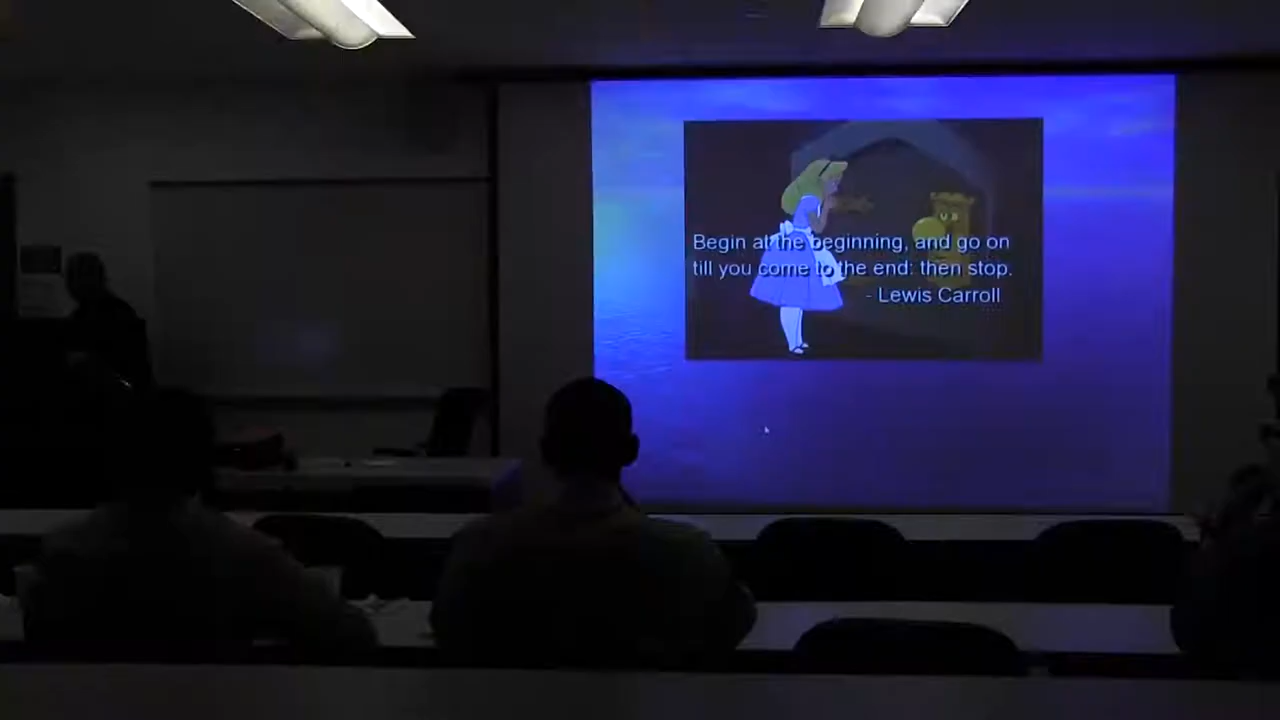 Begin at the beginning, and go on
till you come to the end: then stop.
- Lewis Carroll